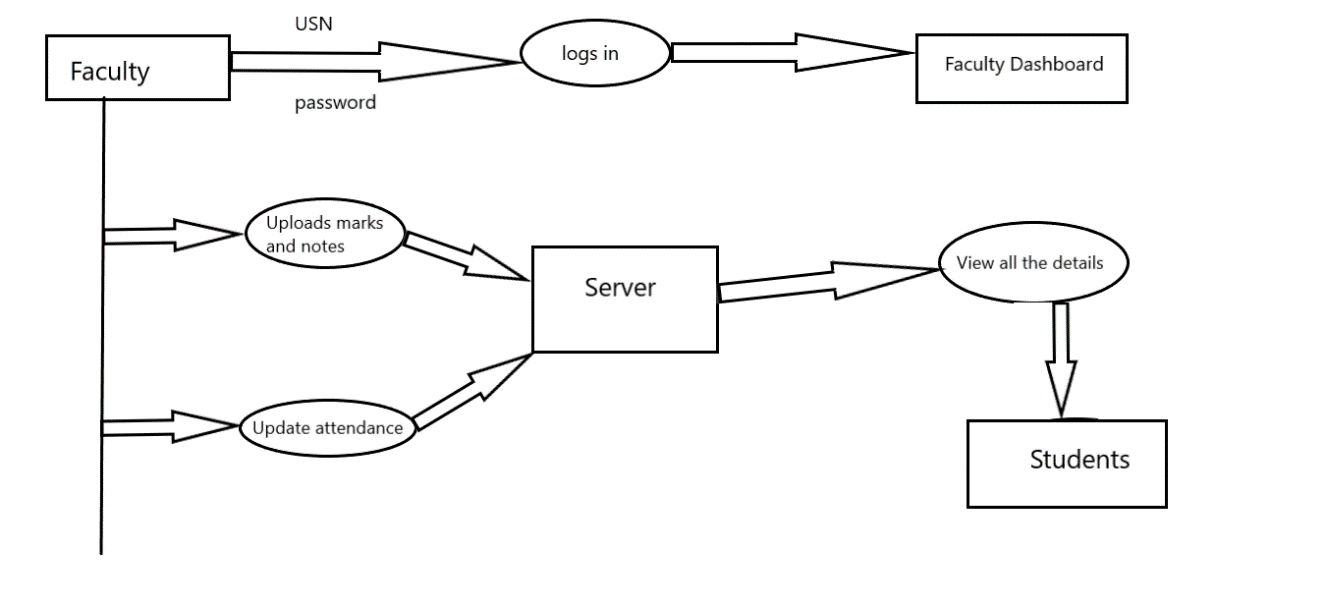 USN
Faculty
logs in
Faculty Dashboard
password
Uploads marks
and notes
Server
View all the details
Update attendance
Students